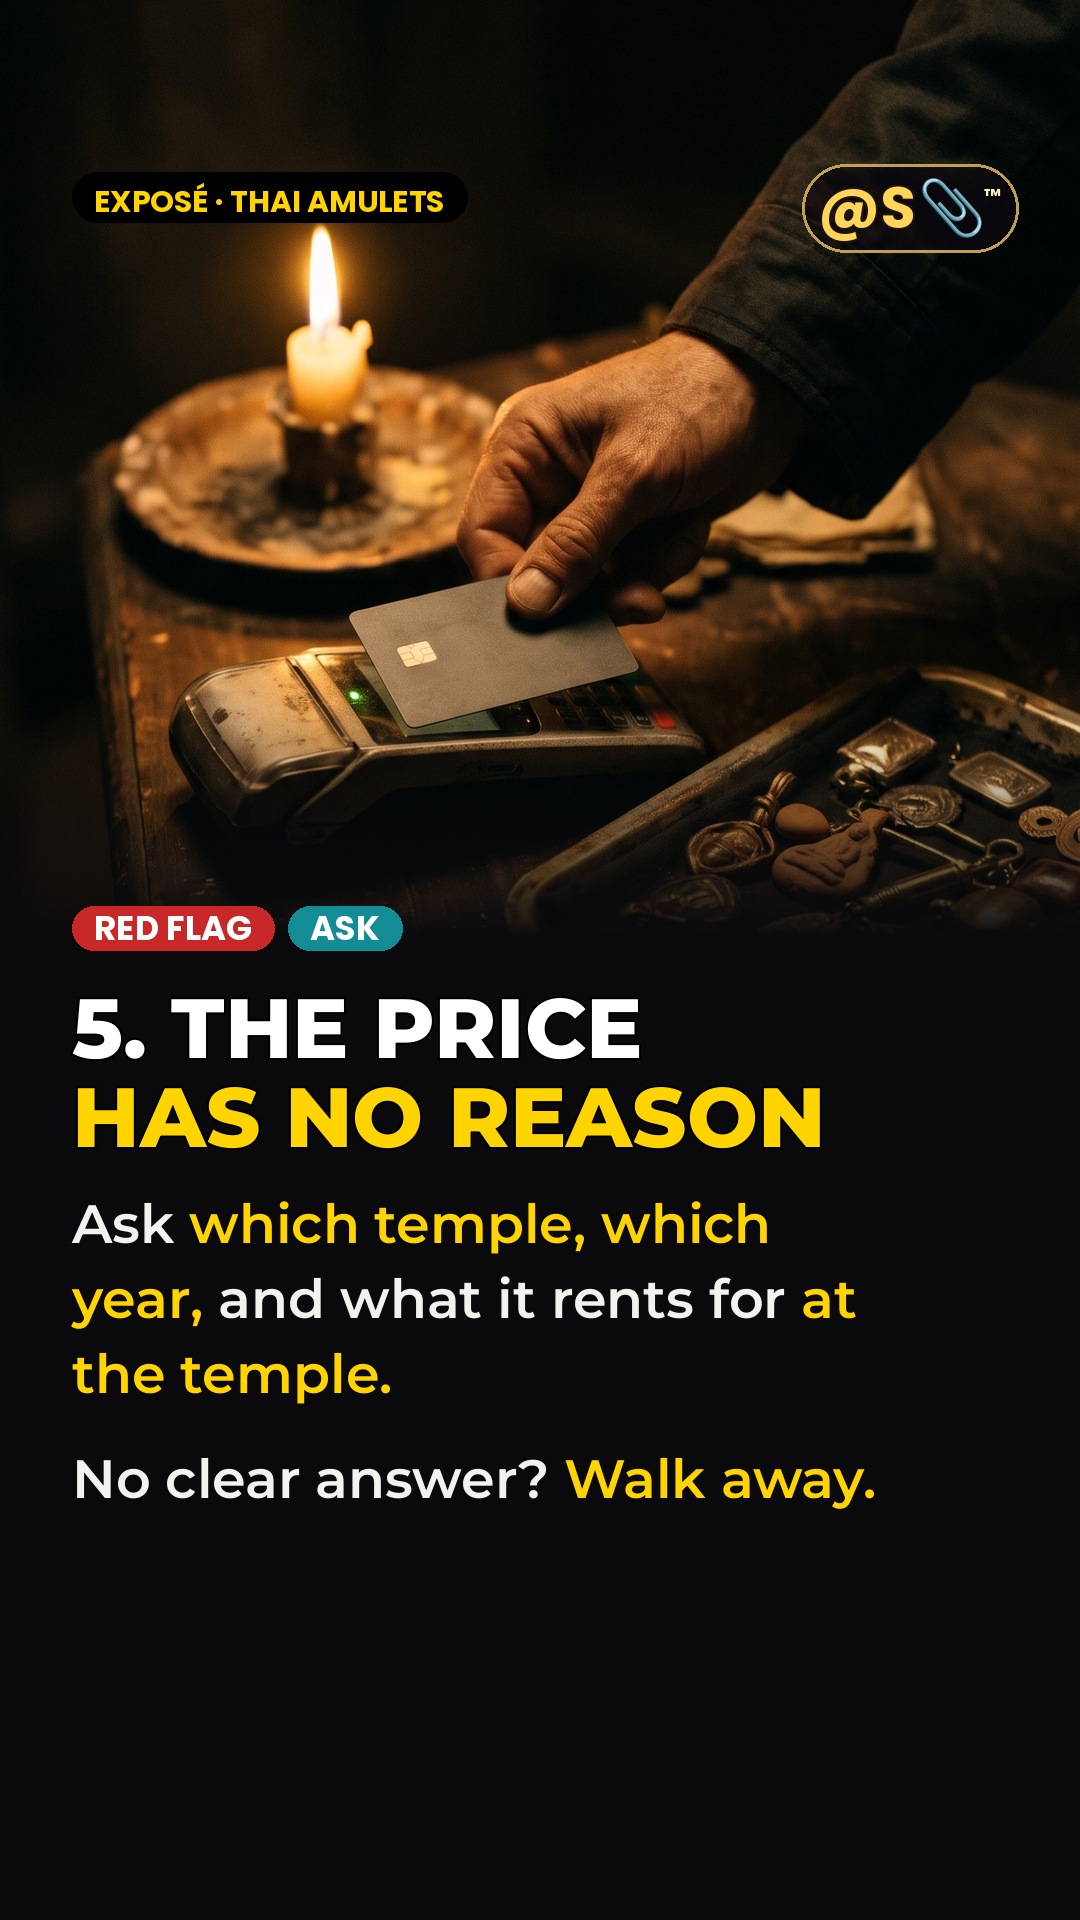 EXPOSÉ · THAI AMULETS
@S📎™
RED FLAG
ASK
5. THE PRICE
HAS NO REASON
Ask which temple, which
year, and what it rents for at
the temple.
No clear answer? Walk away.